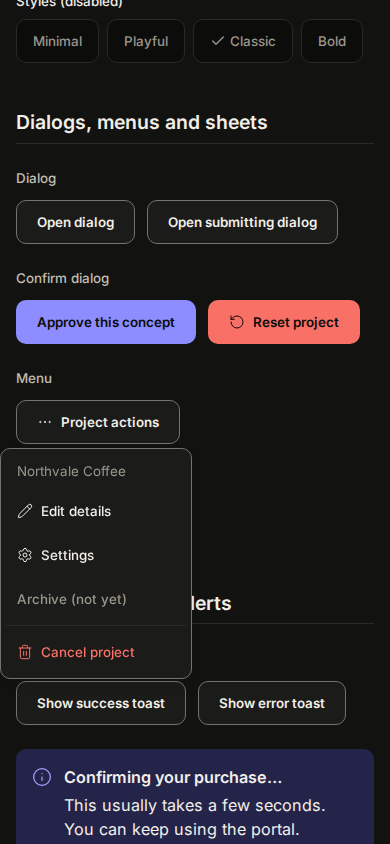 Styles (disabled)
Minimal
Playful
Classic
Bold
Dialogs, menus and sheets
Dialog
Open dialog
Open submitting dialog
Confirm dialog
Approve this concept
Reset project
Menu
Project actions
Northvale Coffee
Edit details
Settings
Archive (not yet)
lerts
Cancel project
Show success toast
Show error toast
Confirming your purchase...
This usually takes a few seconds.
You can keep using the portal.